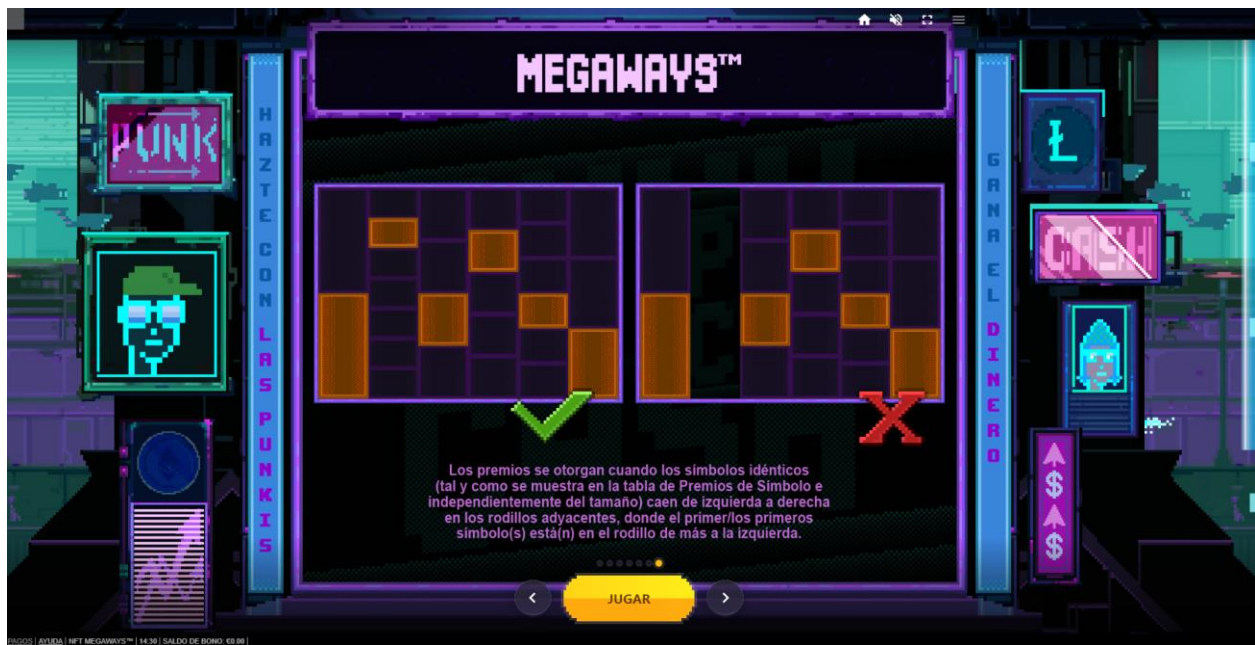 MEGAWAYS™
PUNK
HAZTE CON LAS PUNKIS
GANA EL DINERO
Ł
CASH
$
$
Los premios se otorgan cuando los símbolos idénticos
(tal y como se muestra en la tabla de Premios de Símbolo e
independientemente del tamaño) caen de izquierda a derecha
en los rodillos adyacentes, donde el primer/los primeros
símbolo(s) está(n) en el rodillo de más a la izquierda.
JUGAR
PAGOS | AYUDA | NFT MEGAWAYS™ | 14:30 | SALDO DE BONO: €0.00 |